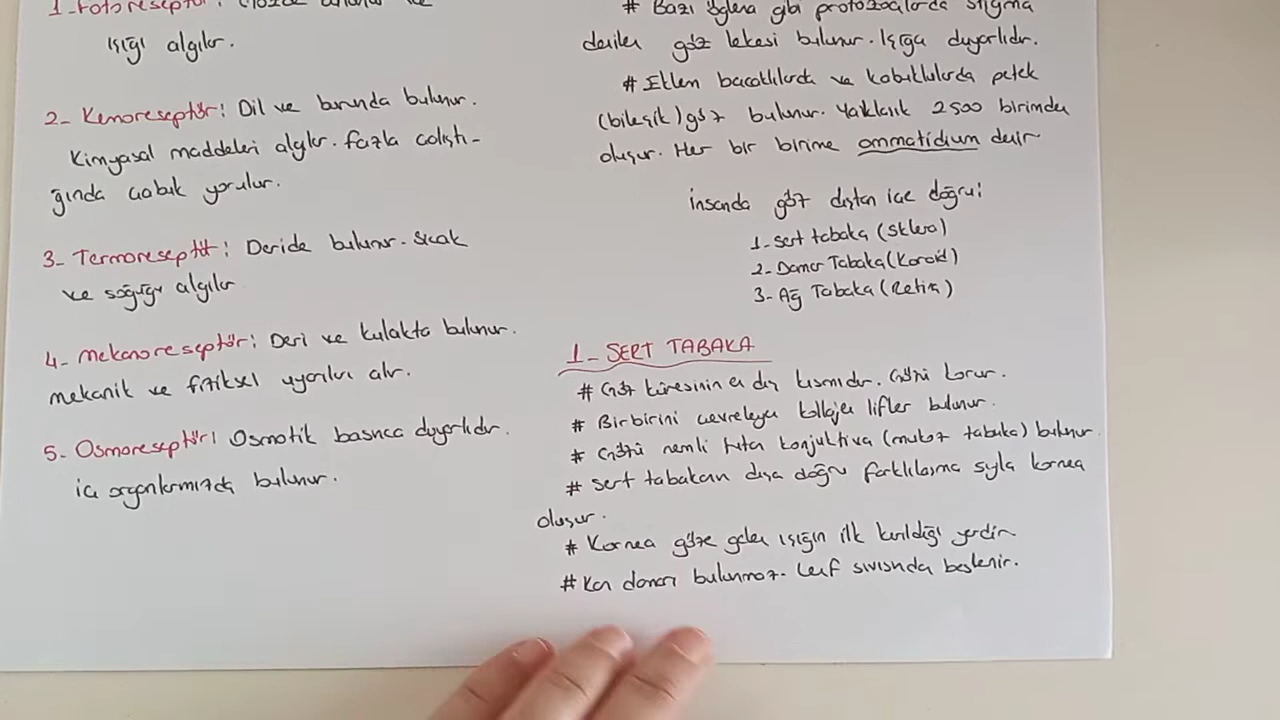 1-Fotoreseptör:
ışığı algılar.
2- Kemoreseptör: Dil ve burunda bulunur.
Kimyasal maddeleri algılar. Fazla çalıştı-
ğında çabuk yorulur.
3- Termoreseptör: Deride bulunur. Sıcak
ve soğuğu algılar
4- Mekanoreseptör: Deri ve kulakta bulunur.
mekanik ve fiziksel uyarıları alır.
5- Osmoreseptör: Osmotik basınca duyarlıdır.
iç organlarımızda bulunur.
# Bazı öglena gibi protozoalarda stigma
denilen göz lekesi bulunur. Işığa duyarlıdır.
# Eklem bacaklılarda ve kabuklularda petek
(bileşik) göz bulunur. Yaklaşık 2500 birimden
oluşur. Her bir birime ommatidium denir
insanda göz dıştan içe doğru;
1- Sert tabaka (Sklera)
2- Damar Tabaka (Koroid)
3- Ağ Tabaka (Retina)
1- SERT TABAKA
# Göz küresinin en dış kısmıdır. Gözü korur.
# Birbirini çevreleyen kollajen lifler bulunur.
# Gözü nemli tutan konjuktiva (mukoz tabaka) bulunur.
# Sert tabakanın dışa doğru farklılaşmasıyla kornea
oluşur.
# Kornea göze gelen ışığın ilk kırıldığı yerdir
# Kan damarı bulunmaz. Lenf sıvısında beslenir.